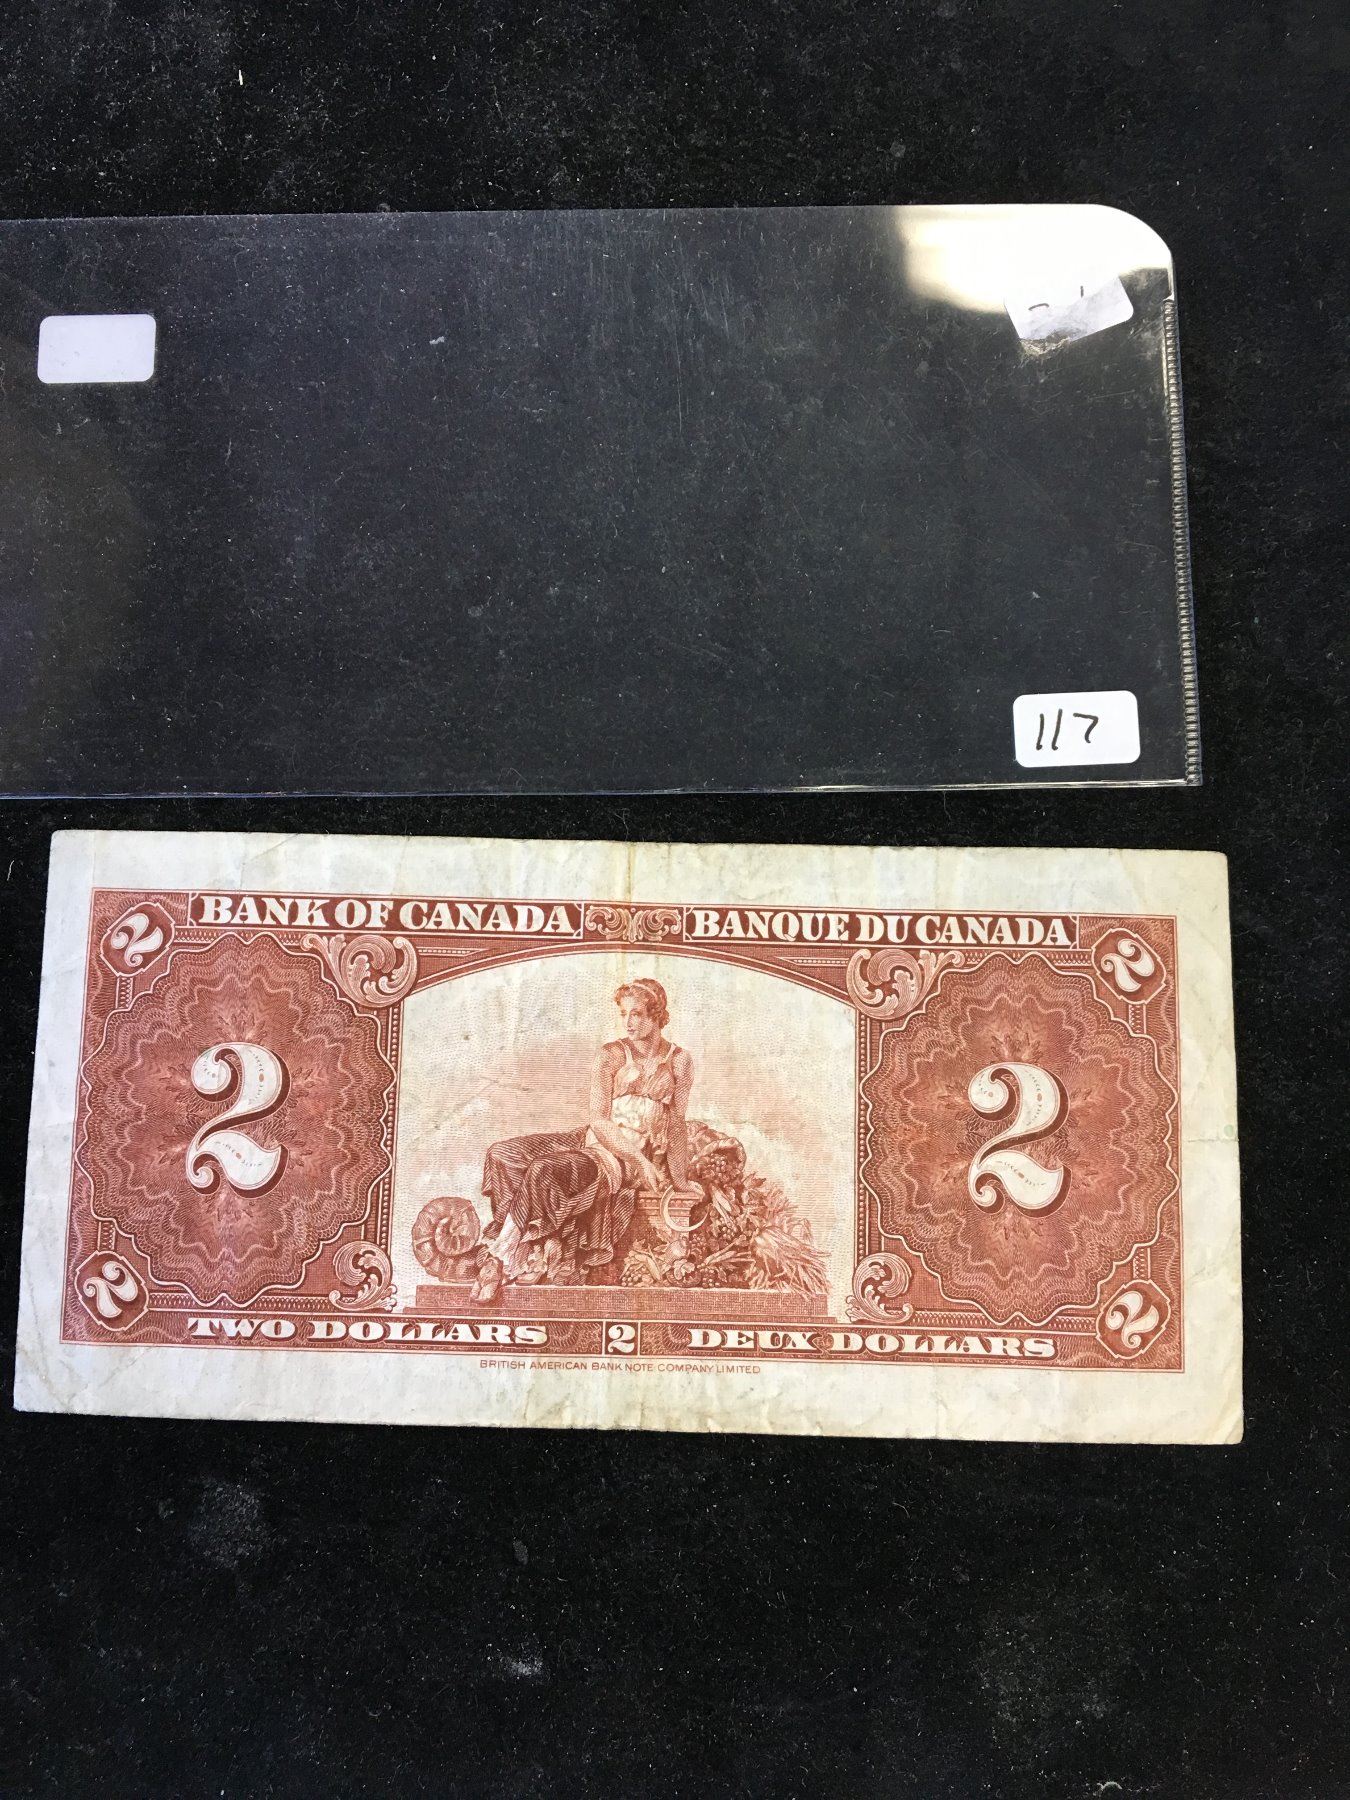 117
2 BANK OF CANADA BANQUE DU CANADA 2
2 2
2 TWO DOLLARS 2 DEUX DOLLARS 2
BRITISH AMERICAN BANK NOTE COMPANY LIMITED